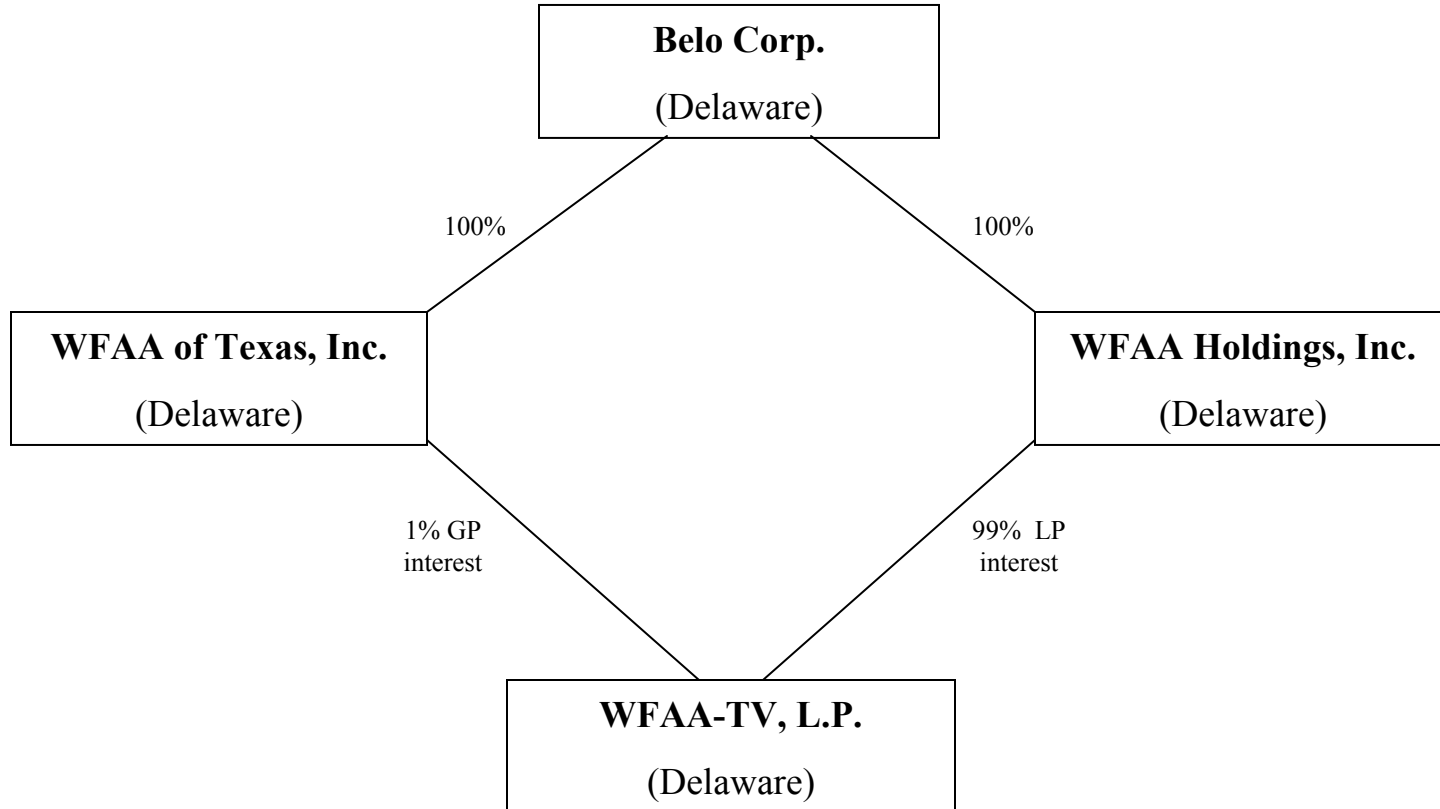 Belo Corp.
(Delaware)
100%
100%
WFAA of Texas, Inc.
(Delaware)
WFAA Holdings, Inc.
(Delaware)
1% GP
interest
99% LP
interest
WFAA-TV, L.P.
(Delaware)